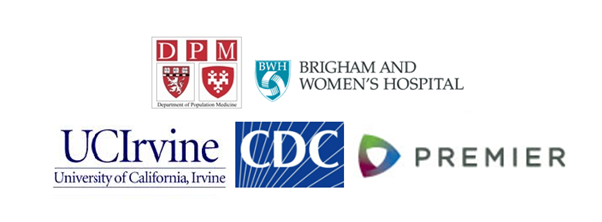 DPM
Department of Population Medicine
BWH
BRIGHAM AND
WOMEN'S HOSPITAL
UCIrvine
University of California, Irvine
CDC
PREMIER